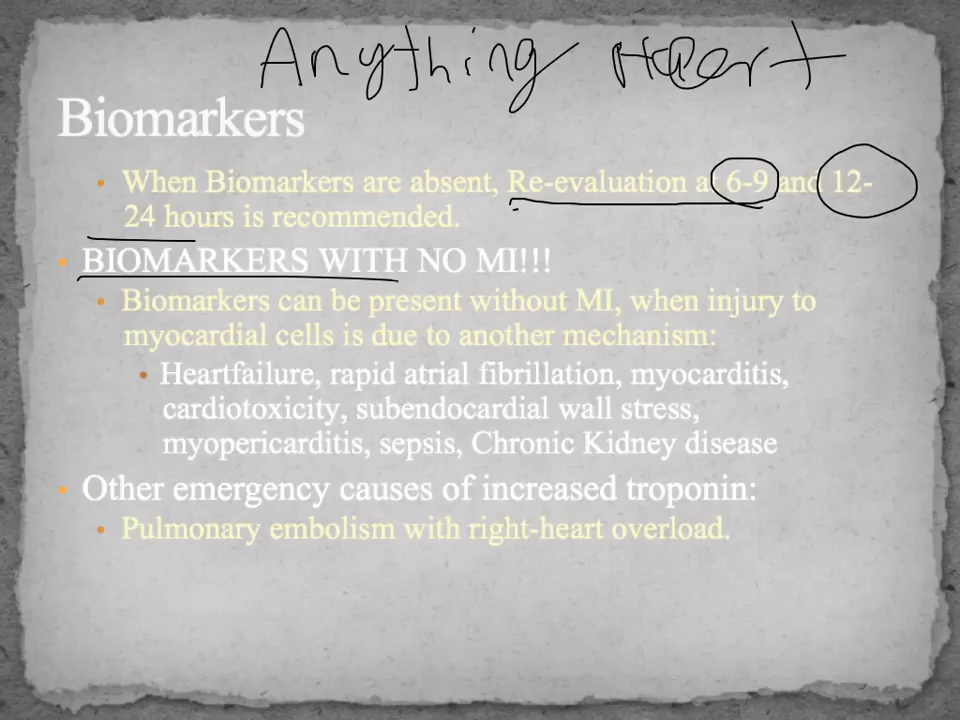 Anything Heart
Biomarkers
• When Biomarkers are absent, Re-evaluation at 6-9 and 12-
24 hours is recommended.
• BIOMARKERS WITH NO MI!!!
• Biomarkers can be present without MI, when injury to
myocardial cells is due to another mechanism:
• Heartfailure, rapid atrial fibrillation, myocarditis,
cardiotoxicity, subendocardial wall stress,
myopericarditis, sepsis, Chronic Kidney disease
• Other emergency causes of increased troponin:
• Pulmonary embolism with right-heart overload.